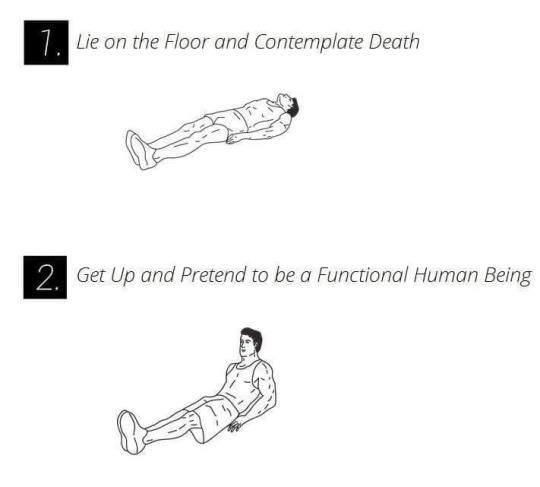 1. Lie on the Floor and Contemplate Death
2. Get Up and Pretend to be a Functional Human Being